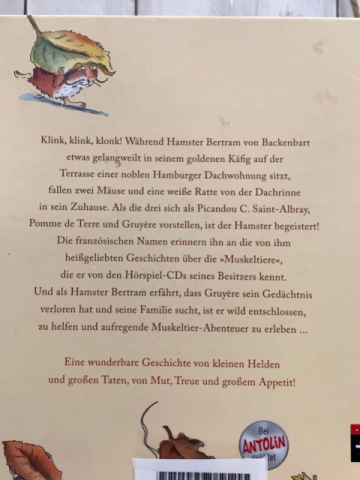 Klink, klink, klonk! Während Hamster Bertram von Backenbart
etwas gelangweilt in seinem goldenen Käfig auf der
Terrasse einer noblen Hamburger Dachwohnung sitzt,
fallen zwei Mäuse und eine weiße Ratte von der Dachrinne
in sein Zuhause. Als die drei sich als Picandou C. Saint-Albray,
Pomme de Terre und Gruyère vorstellen, ist der Hamster begeistert!
Die französischen Namen erinnern ihn an die von ihm
heißgeliebten Geschichten über die »Muskeltiere«,
die er von den Hörspiel-CDs seines Besitzers kennt.
Und als Hamster Bertram erfährt, dass Gruyère sein Gedächtnis
verloren hat und seine Familie sucht, ist er wild entschlossen,
zu helfen und aufregende Muskeltier-Abenteuer zu erleben ...
Eine wunderbare Geschichte von kleinen Helden
und großen Taten, von Mut, Treue und großem Appetit!
Bei
ANTOLIN